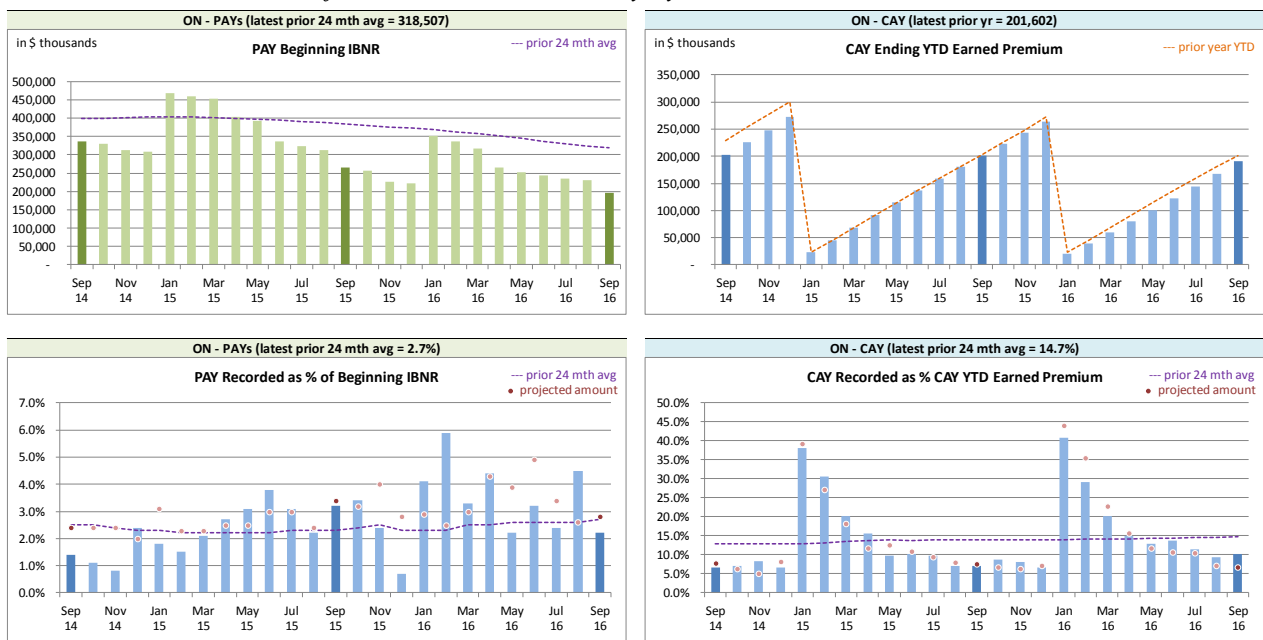 ON - PAYs (latest prior 24 mth avg = 318,507)
in $ thousands
PAY Beginning IBNR
--- prior 24 mth avg
500,000
450,000
400,000
350,000
300,000
250,000
200,000
150,000
100,000
50,000
-
Sep Nov Jan Mar May Jul Sep Nov Jan Mar May Jul Sep
14 14 15 15 15 15 15 15 16 16 16 16 16
ON - CAY (latest prior yr = 201,602)
in $ thousands
CAY Ending YTD Earned Premium
--- prior year YTD
350,000
300,000
250,000
200,000
150,000
100,000
50,000
-
Sep Nov Jan Mar May Jul Sep Nov Jan Mar May Jul Sep
14 14 15 15 15 15 15 15 16 16 16 16 16
ON - PAYs (latest prior 24 mth avg = 2.7%)
PAY Recorded as % of Beginning IBNR
--- prior 24 mth avg
• projected amount
7.0%
6.0%
5.0%
4.0%
3.0%
2.0%
1.0%
0.0%
Sep Nov Jan Mar May Jul Sep Nov Jan Mar May Jul Sep
14 14 15 15 15 15 15 15 16 16 16 16 16
ON - CAY (latest prior 24 mth avg = 14.7%)
CAY Recorded as % CAY YTD Earned Premium
--- prior 24 mth avg
• projected amount
50.0%
45.0%
40.0%
35.0%
30.0%
25.0%
20.0%
15.0%
10.0%
5.0%
0.0%
Sep Nov Jan Mar May Jul Sep Nov Jan Mar May Jul Sep
14 14 15 15 15 15 15 15 16 16 16 16 16